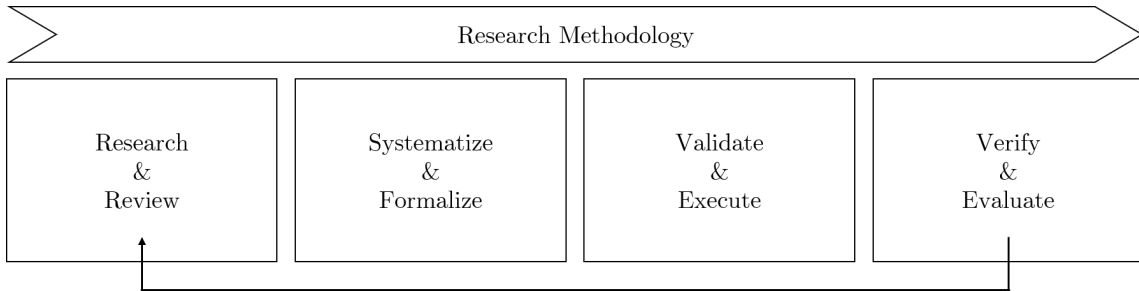 Research Methodology
Research
&
Review
Systematize
&
Formalize
Validate
&
Execute
Verify
&
Evaluate